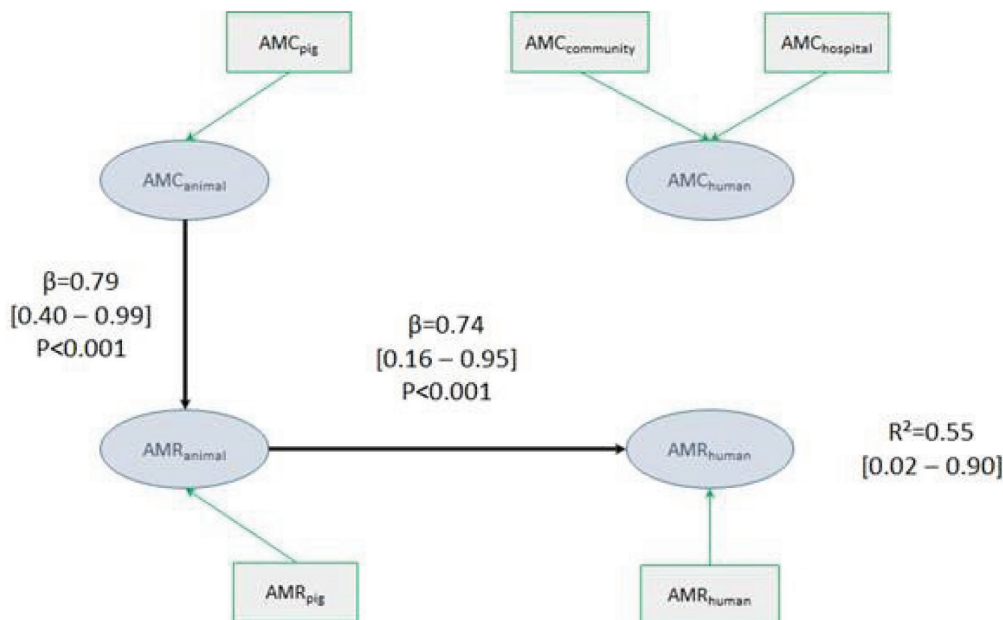 AMCpig
AMCcommunity
AMChospital
AMCanimal
AMChuman
β=0.79
[0.40 – 0.99]
P<0.001
β=0.74
[0.16 – 0.95]
P<0.001
AMRanimal
AMRhuman
R²=0.55
[0.02 – 0.90]
AMRpig
AMRhuman